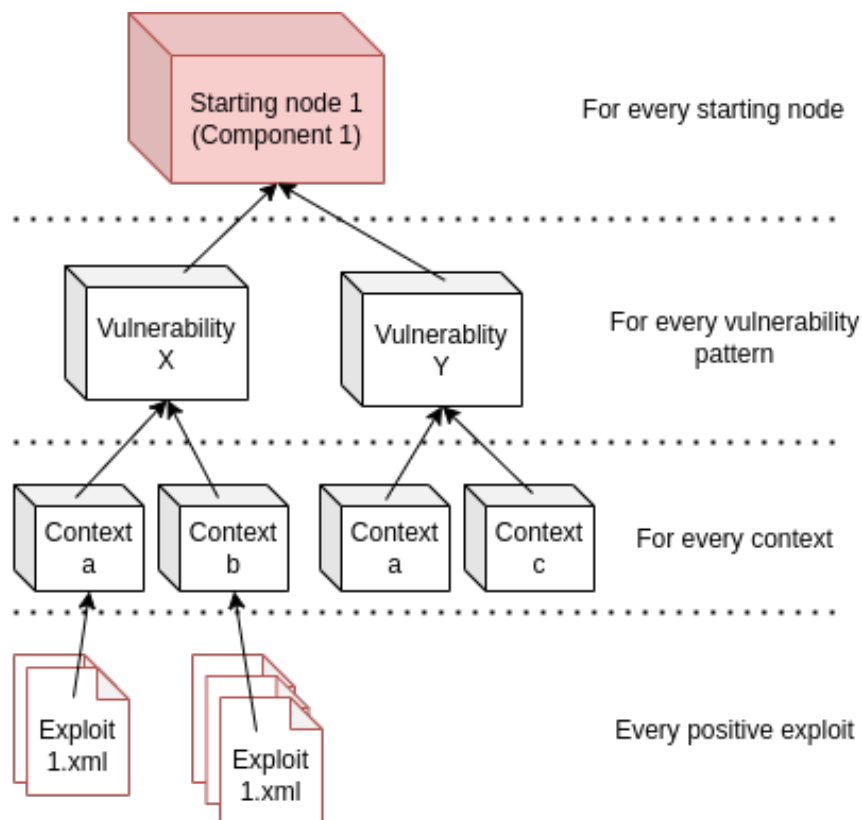 Starting node 1
(Component 1)
For every starting node
Vulnerability
X
Vulnerablity
Y
For every vulnerability
pattern
Context
a
Context
b
Context
a
Context
c
For every context
Exploit
1.xml
Exploit
1.xml
Every positive exploit